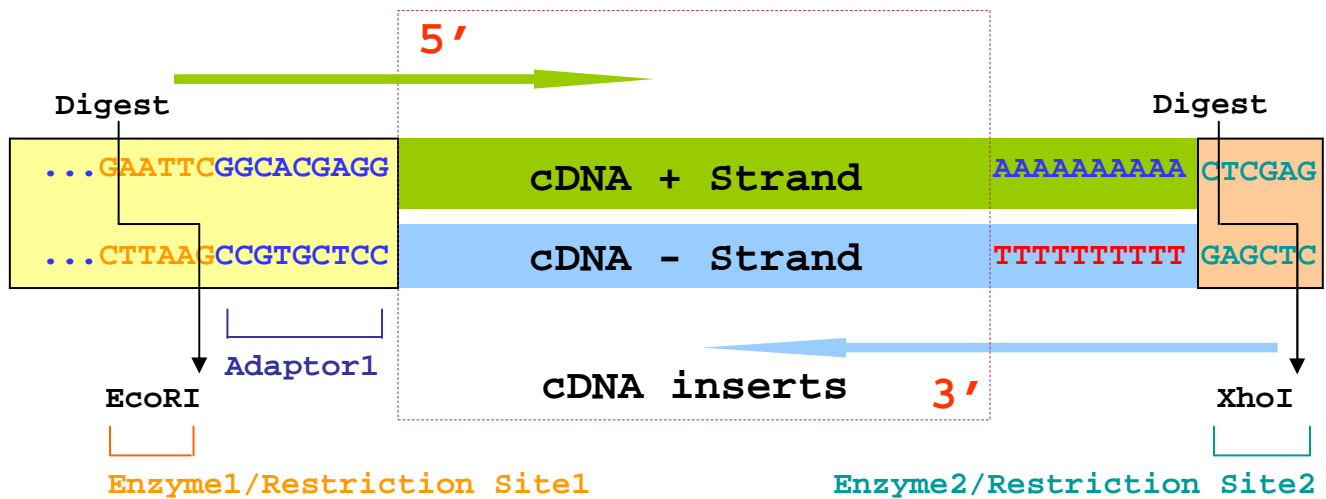 5′
Digest Digest
...GAATTCGGCACGAGG cDNA + Strand AAAAAAAAAA CTCGAG
...CTTAAGCCGTGCTCC cDNA - Strand TTTTTTTTTT GAGCTC
Adaptor1
EcoRI cDNA inserts 3′ XhoI
Enzyme1/Restriction Site1 Enzyme2/Restriction Site2